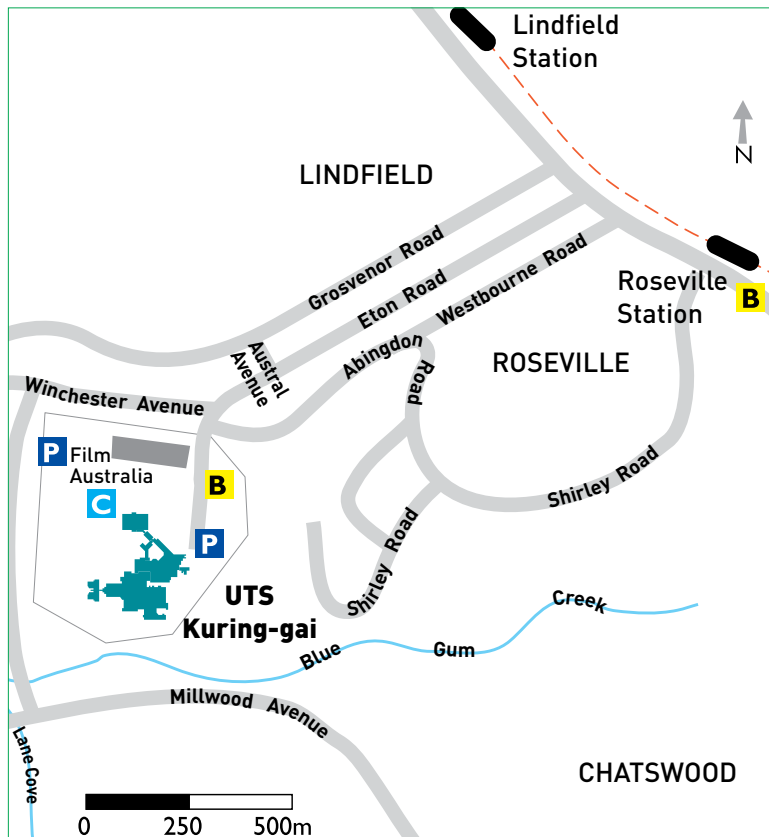 Lindfield
Station
N
LINDFIELD
Grosvenor Road
Eton Road
Westbourne Road
Roseville
Station
B
Austral
Avenue
Abingdon
Road
ROSEVILLE
Winchester Avenue
P
Film
Australia
B
C
Shirley Road
P
Shirley Road
UTS
Kuring-gai
Creek
Blue
Gum
Millwood Avenue
Lane Cove
CHATSWOOD
0 250 500m